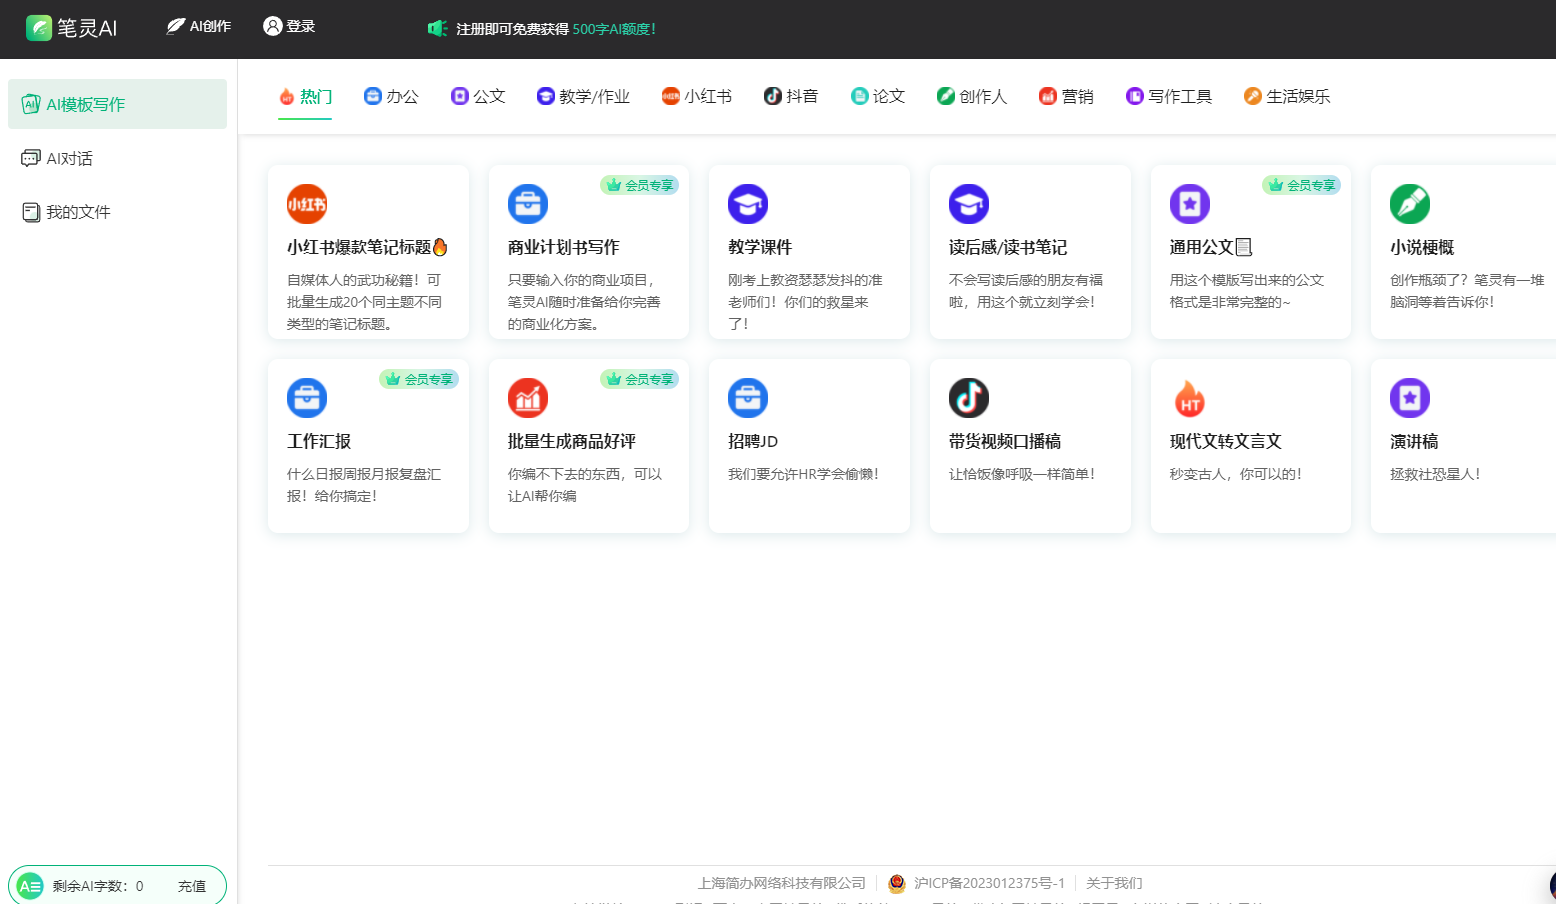 笔灵AI
AI创作
登录
注册即可免费获得 500字AI额度！
AI模板写作
AI对话
我的文件
热门
办公
公文
教学/作业
小红书
抖音
论文
创作人
营销
写作工具
生活娱乐
小红书
小红书爆款笔记标题
自媒体人的武功秘籍！可
批量生成20个同主题不同
类型的笔记标题。
会员专享
商业计划书写作
只要输入你的商业项目，
笔灵AI随时准备给你完善
的商业化方案。
教学课件
刚考上教资瑟瑟发抖的准
老师们！你们的救星来
了！
读后感/读书笔记
不会写读后感的朋友有福
啦，用这个就立刻学会！
会员专享
通用公文
用这个模版写出来的公文
格式是非常完整的~
小说梗概
创作瓶颈了？笔灵有一堆
脑洞等着告诉你！
会员专享
工作汇报
什么日报周报月报复盘汇
报！给你搞定！
会员专享
批量生成商品好评
你编不下去的东西，可以
让AI帮你编
招聘JD
我们要允许HR学会偷懒！
带货视频口播稿
让恰饭像呼吸一样简单！
HT
现代文转文言文
秒变古人，你可以的！
演讲稿
拯救社恐星人！
剩余AI字数：0
充值
上海简办网络科技有限公司
沪ICP备2023012375号-1
关于我们